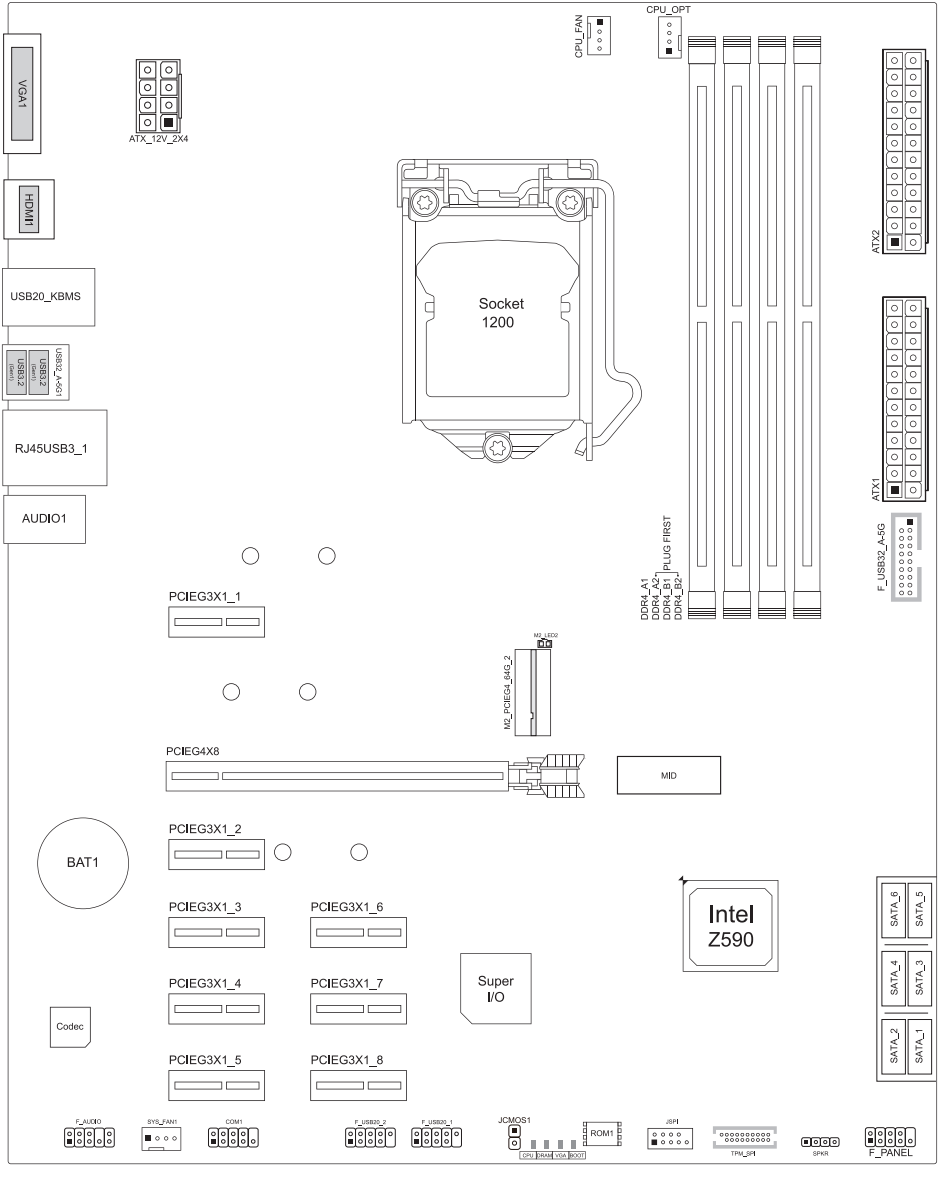 CPU_FAN
CPU_OPT
VGA1
ATX_12V_2X4
HDMI1
ATX2
USB20_KBMS
Socket
1200
USB32_A-5G1
USB3.2
(Gen1)
USB3.2
(Gen1)
RJ45USB3_1
ATX1
AUDIO1
F_USB32_A-5G
PLUG FIRST
DDR4_A1
DDR4_A2
DDR4_B1
DDR4_B2
PCIEG3X1_1
M2_LED2
M2_PCIEG4_64G_2
PCIEG4X8
MID
PCIEG3X1_2
BAT1
PCIEG3X1_3
PCIEG3X1_6
Intel
Z590
SATA_6
SATA_5
PCIEG3X1_4
PCIEG3X1_7
Super
I/O
SATA_4
SATA_3
Codec
SATA_2
SATA_1
PCIEG3X1_5
PCIEG3X1_8
F_AUDIO
SYS_FAN1
COM1
F_USB20_2
F_USB20_1
JCMOS1
ROM1
JSPI
CPU DRAM VGA BOOT
TPM_SPI
SPKR
F_PANEL